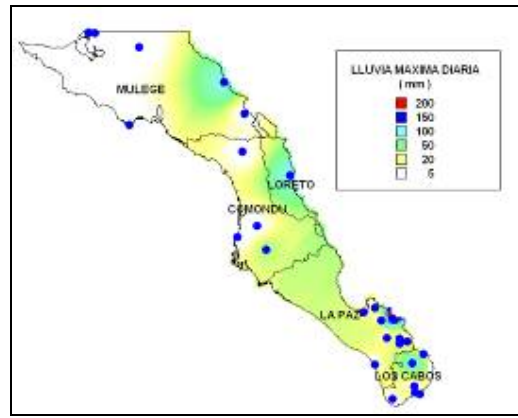 LLUVIA MAXIMA DIARIA
( mm )
200
150
100
50
20
5
MULEGE
LORETO
COMONDU
LA PAZ
LOS CABOS